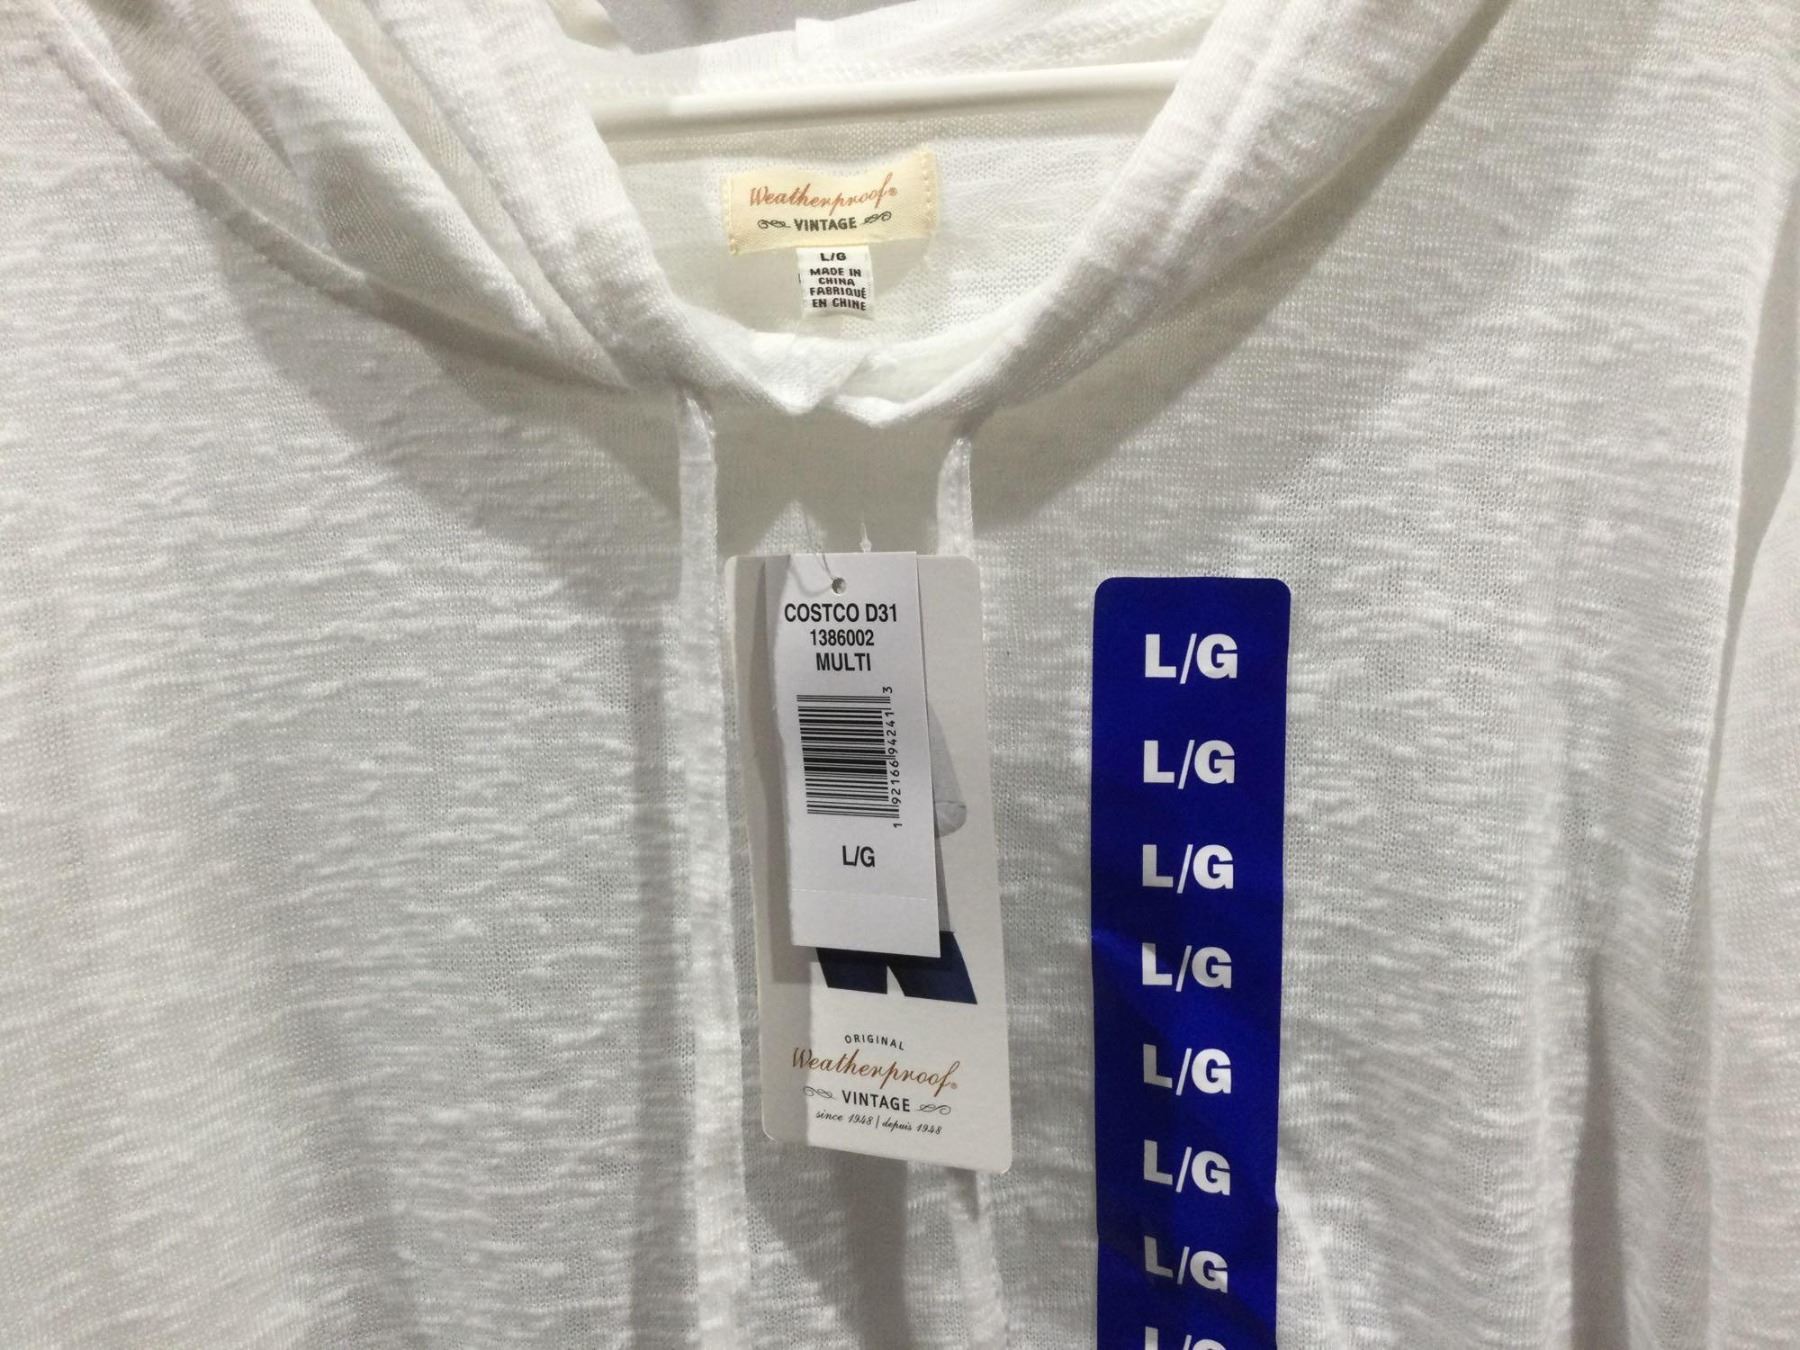 Weatherproof®
VINTAGE
L/G
MADE IN
CHINA
FABRIQUÉ
EN CHINE
COSTCO D31
1386002
MULTI
1 92166 94241 3
L/G
ORIGINAL
Weatherproof®
VINTAGE
since 1948 | depuis 1948
L/G
L/G
L/G
L/G
L/G
L/G
L/G
L/G